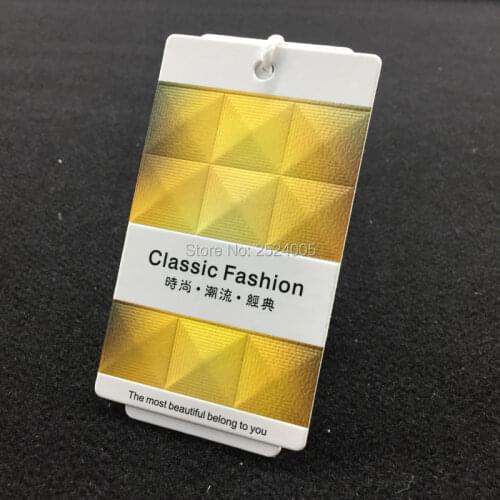 Store No: 2524005
Classic Fashion
時尚·潮流·經典
The most beautiful belong to you